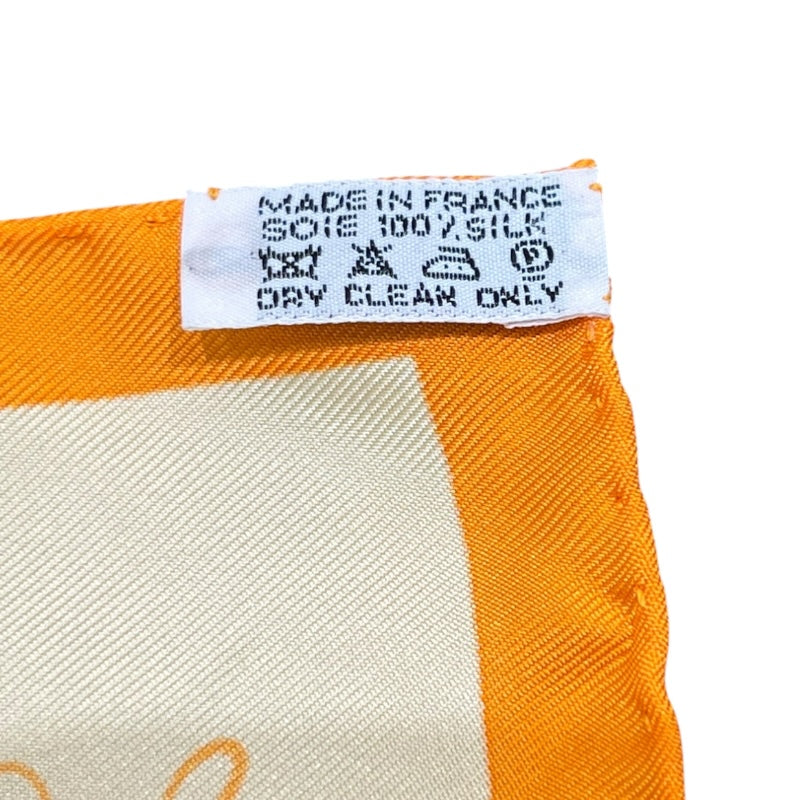 MADE IN FRANCE
SOIE 100% SILK
P
DRY CLEAN ONLY